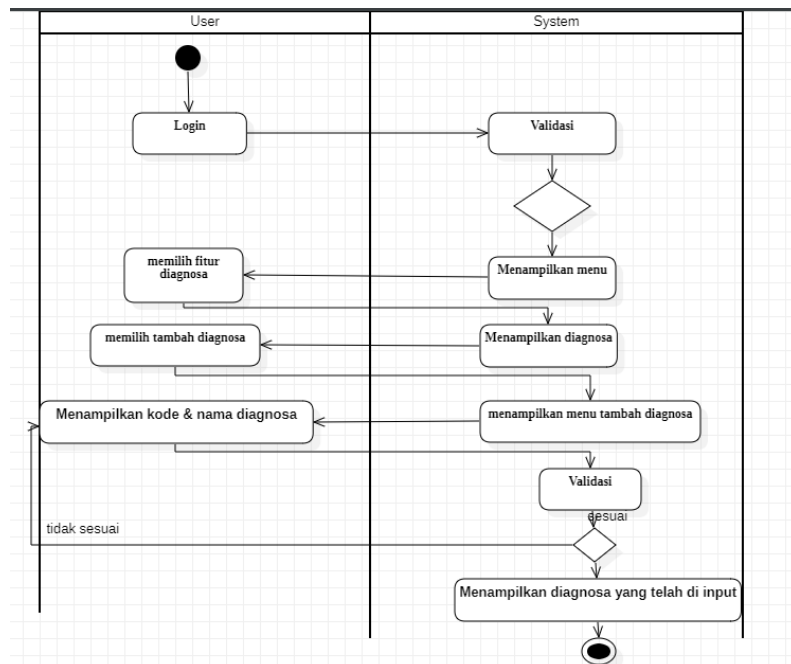 User
System
Login
Validasi
memilih fitur
diagnosa
Menampilkan menu
memilih tambah diagnosa
Menampilkan diagnosa
Menampilkan kode & nama diagnosa
menampilkan menu tambah diagnosa
Validasi
sesuai
tidak sesuai
Menampilkan diagnosa yang telah di input